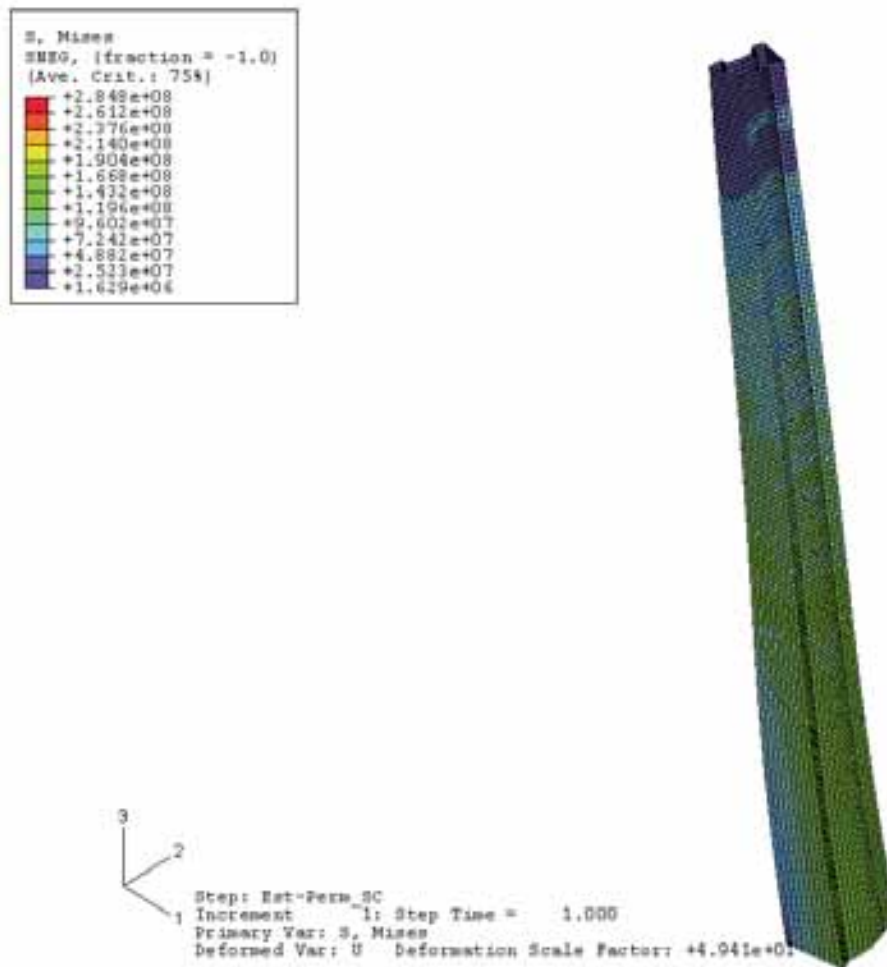 S, Mises
SNEG, (fraction = -1.0)
(Ave. Crit.: 75%)
+2.848e+08
+2.612e+08
+2.376e+08
+2.140e+08
+1.904e+08
+1.668e+08
+1.432e+08
+1.196e+08
+9.602e+07
+7.242e+07
+4.882e+07
+2.523e+07
+1.629e+06
3
2
1
Step: Est-Perm_SC
Increment 1: Step Time = 1.000
Primary Var: S, Mises
Deformed Var: U Deformation Scale Factor: +4.941e+01